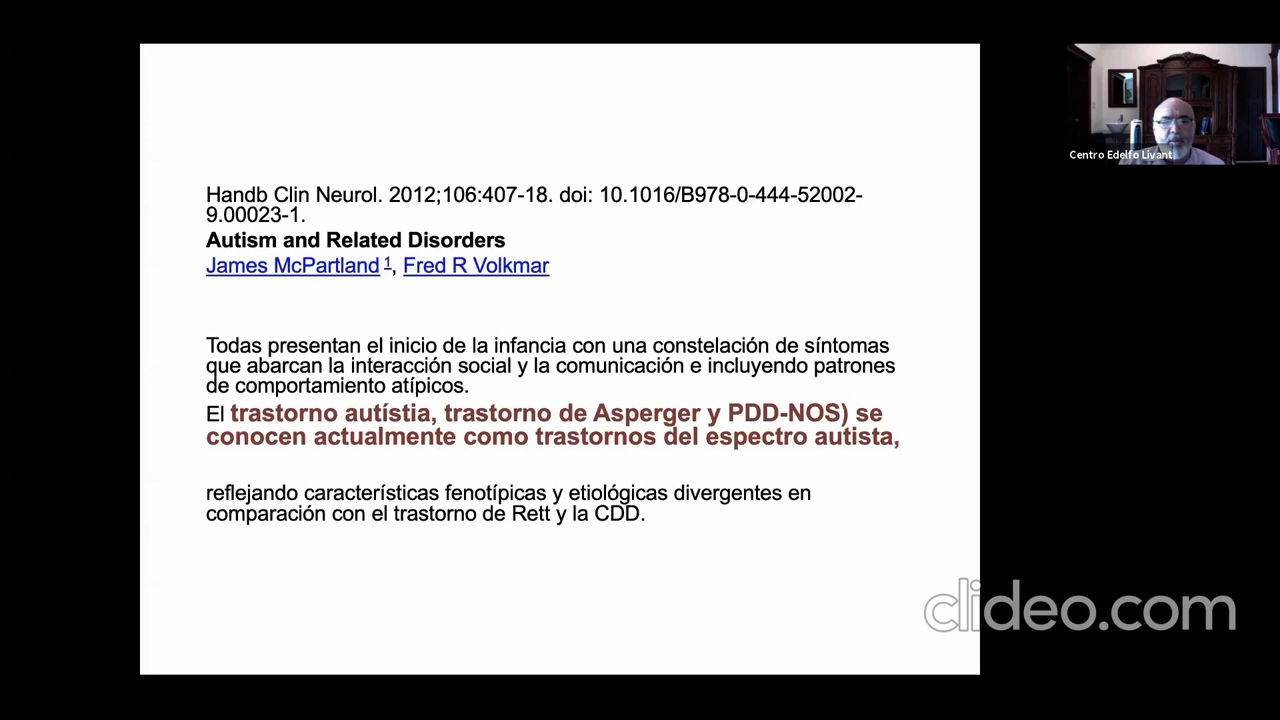 Handb Clin Neurol. 2012;106:407-18. doi: 10.1016/B978-0-444-52002-
9.00023-1.
Autism and Related Disorders
James McPartland 1, Fred R Volkmar
Todas presentan el inicio de la infancia con una constelación de síntomas
que abarcan la interacción social y la comunicación e incluyendo patrones
de comportamiento atípicos.
El trastorno autístia, trastorno de Asperger y PDD-NOS) se
conocen actualmente como trastornos del espectro autista,
reflejando características fenotípicas y etiológicas divergentes en
comparación con el trastorno de Rett y la CDD.
Centro Edelfo Livant
clideo.com